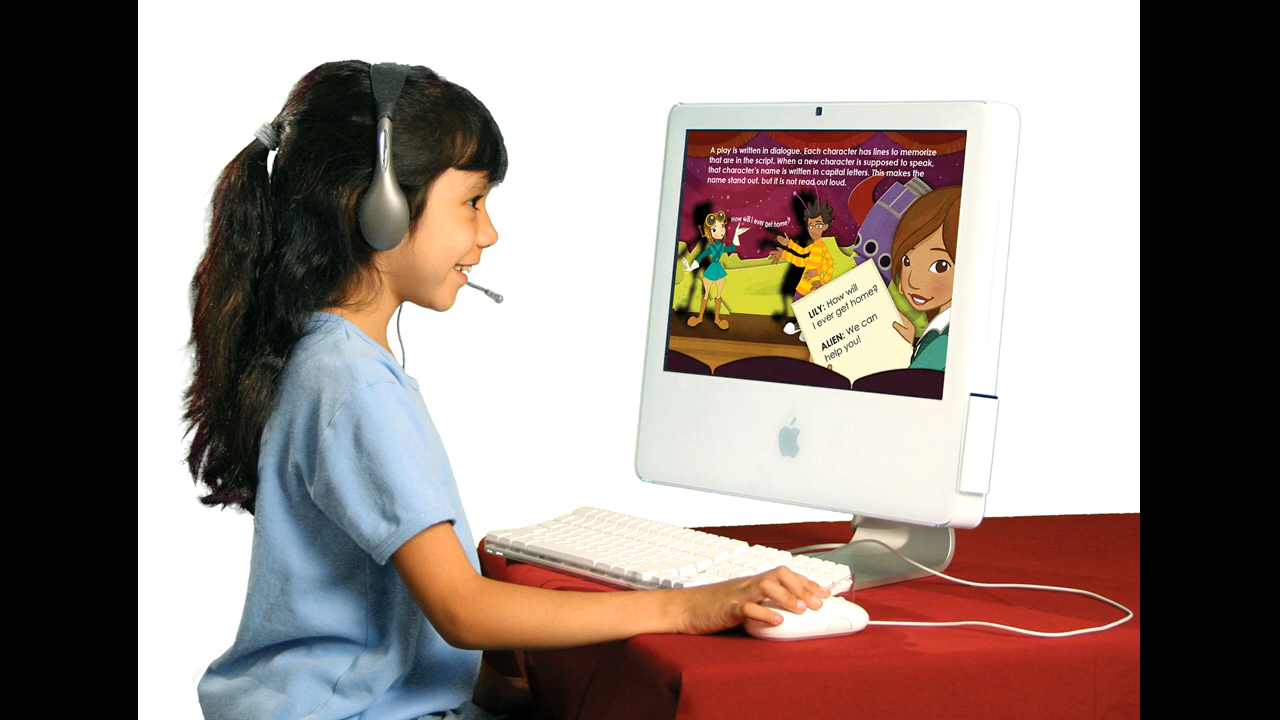 A play is written in dialogue. Each character has lines to memorize
that are in the script. When a new character is supposed to speak,
that character's name is written in capital letters. This makes the
name stand out, but it is not read out loud.
How will I ever get home?
LILY: How will
I ever get home?
ALIEN: We can
help you!